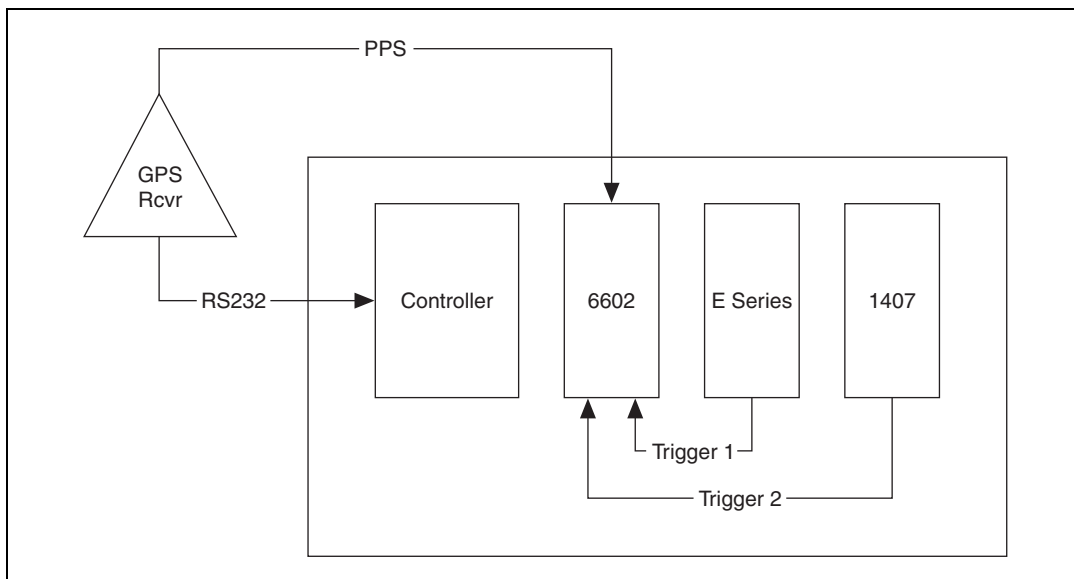 PPS
GPS
Rcvr
RS232
Controller
6602
E Series
1407
Trigger 1
Trigger 2